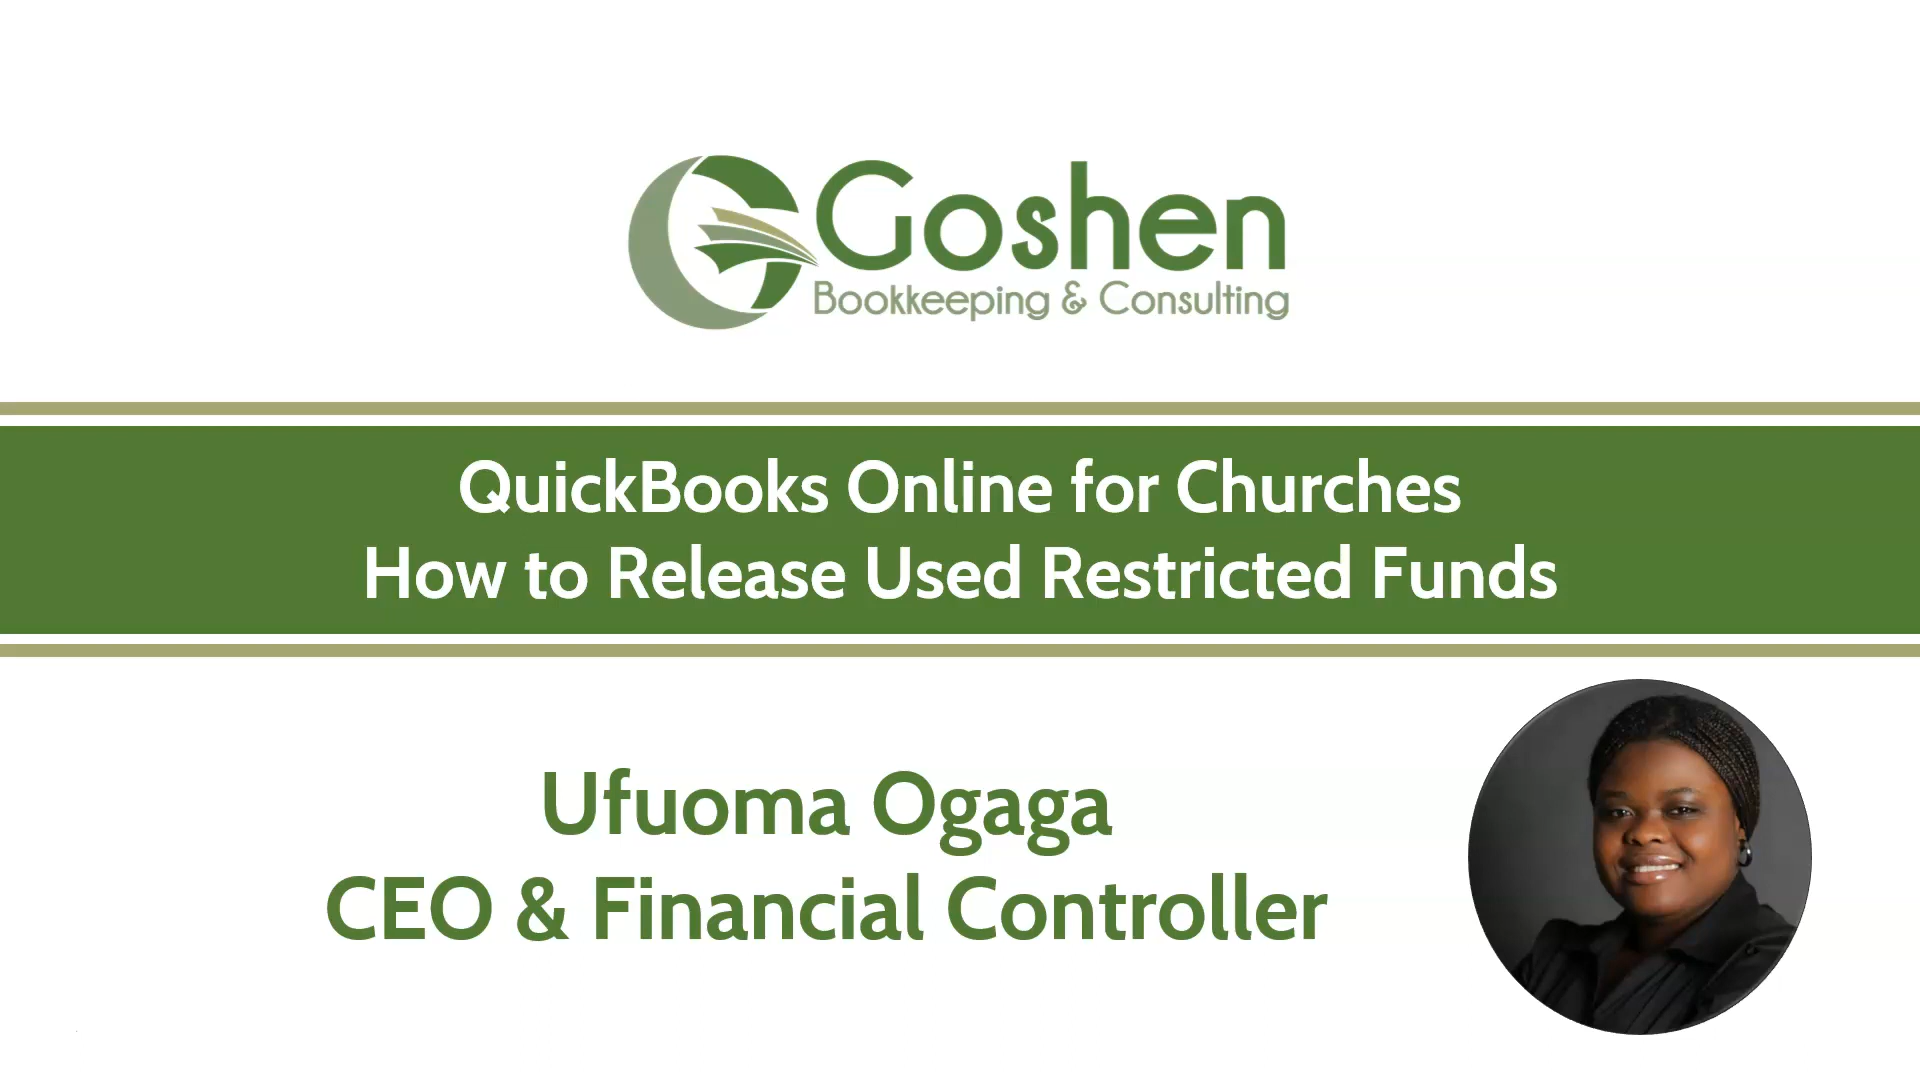 Goshen
Bookkeeping & Consulting
QuickBooks Online for Churches
How to Release Used Restricted Funds
Ufuoma Ogaga
CEO & Financial Controller